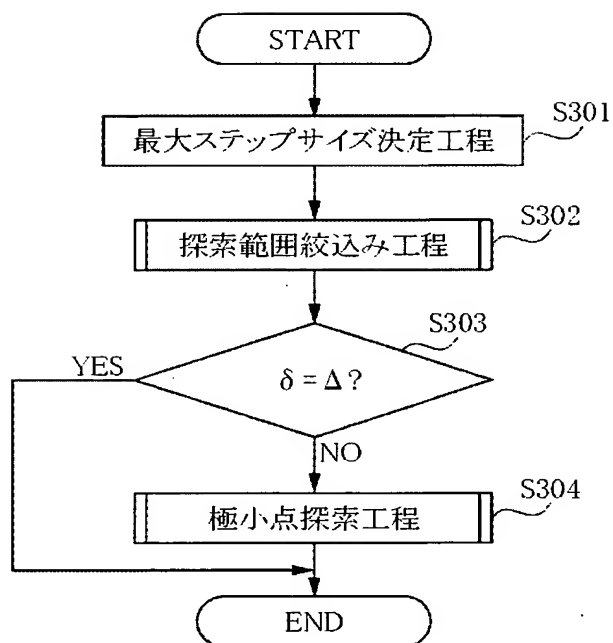 START
S301
最大ステップサイズ決定工程
S302
探索範囲絞込み工程
S303
YES
δ = Δ?
NO
S304
極小点探索工程
END